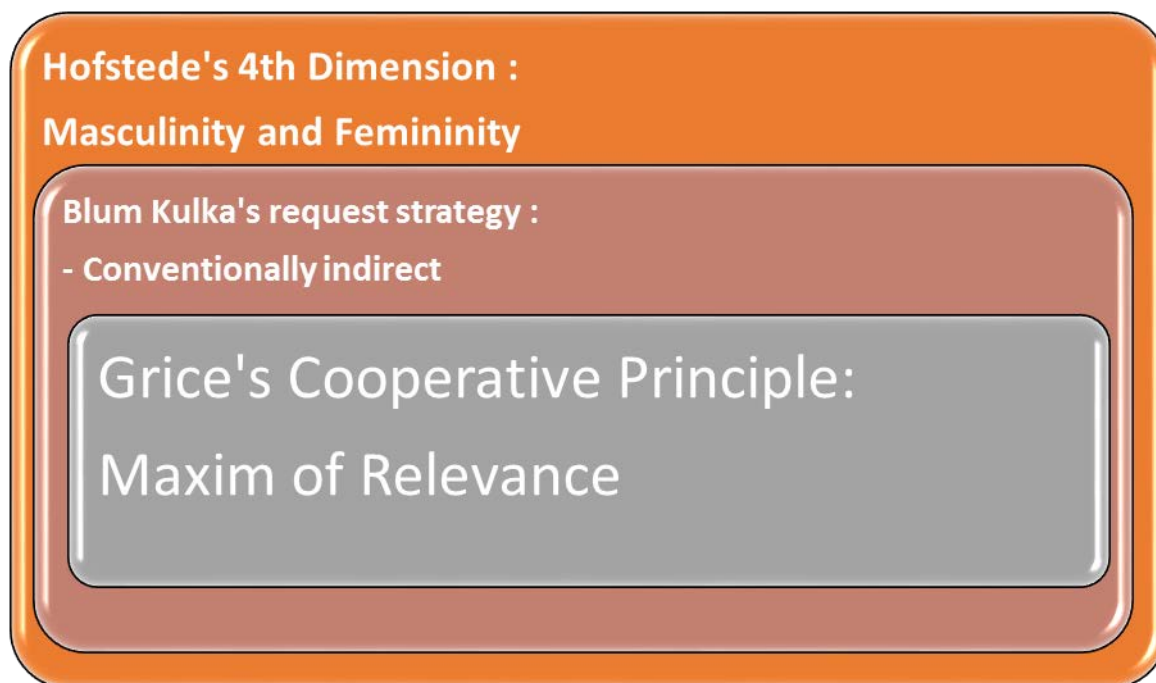 Hofstede's 4th Dimension :
Masculinity and Femininity
Blum Kulka's request strategy :
- Conventionally indirect
Grice's Cooperative Principle:
Maxim of Relevance